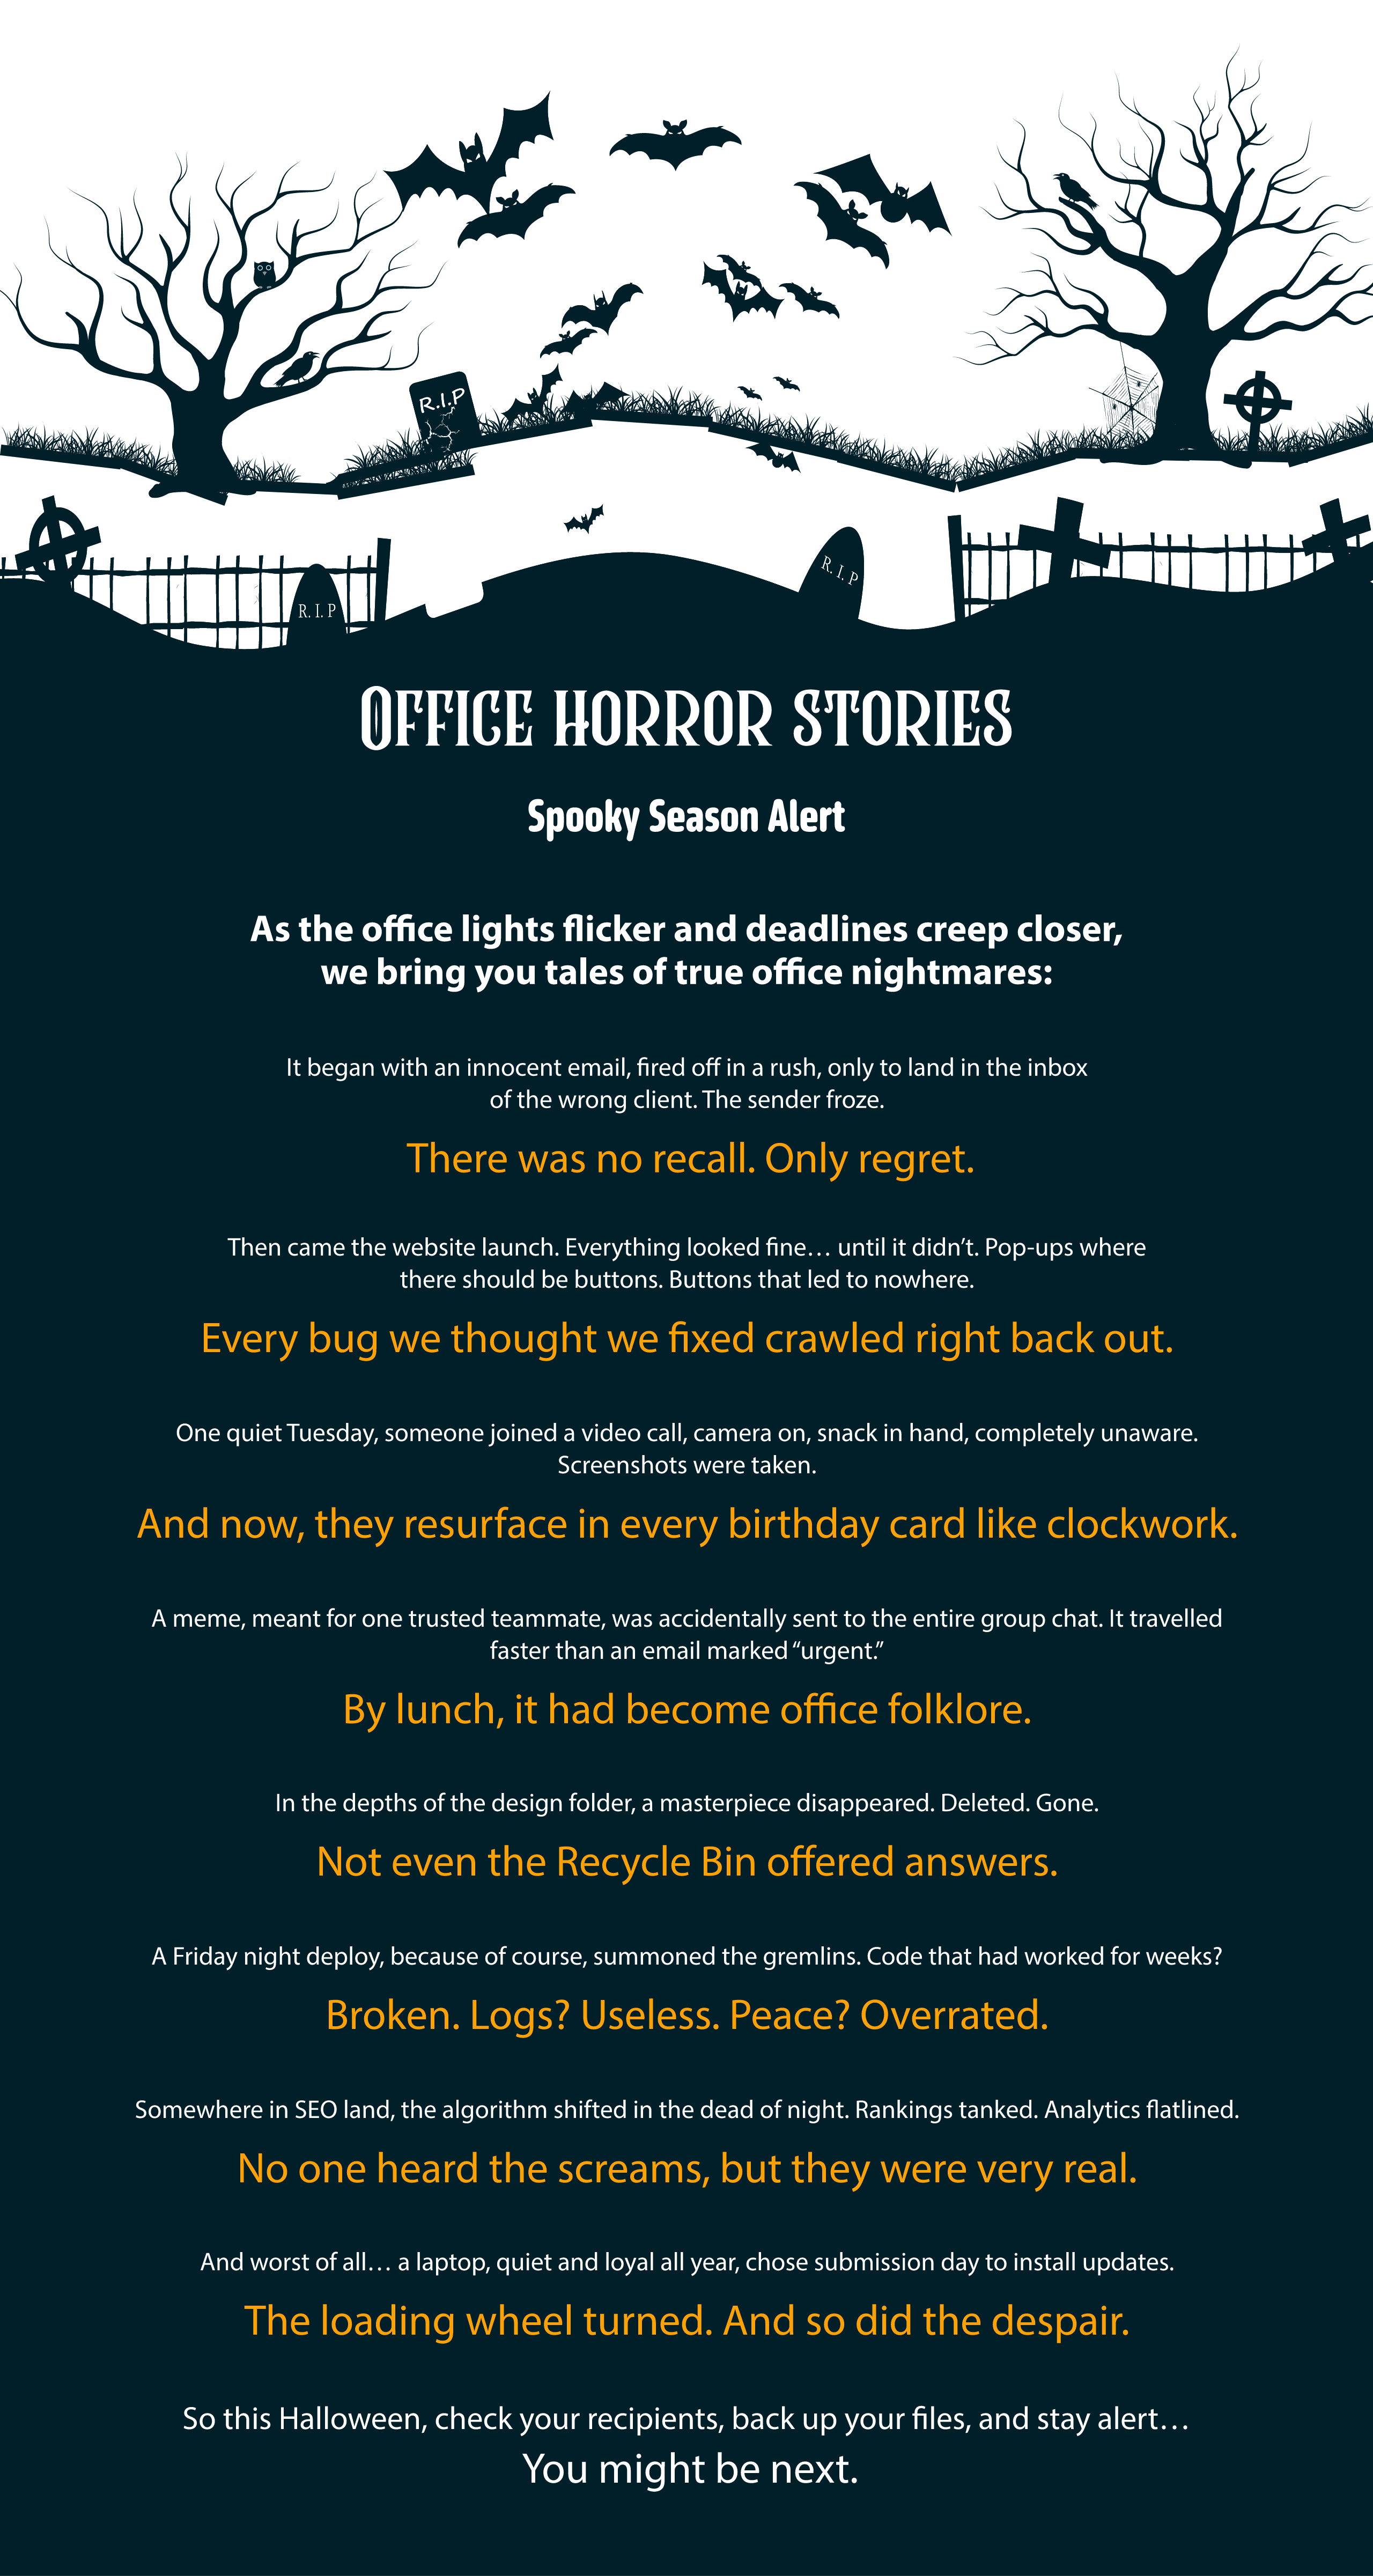 R.I.P
R. I. P
R. I. P
OFFICE HORROR STORIES
Spooky Season Alert
As the office lights flicker and deadlines creep closer,
we bring you tales of true office nightmares:
It began with an innocent email, fired off in a rush, only to land in the inbox
of the wrong client. The sender froze.
There was no recall. Only regret.
Then came the website launch. Everything looked fine… until it didn’t. Pop-ups where
there should be buttons. Buttons that led to nowhere.
Every bug we thought we fixed crawled right back out.
One quiet Tuesday, someone joined a video call, camera on, snack in hand, completely unaware.
Screenshots were taken.
And now, they resurface in every birthday card like clockwork.
A meme, meant for one trusted teammate, was accidentally sent to the entire group chat. It travelled
faster than an email marked “urgent.”
By lunch, it had become office folklore.
In the depths of the design folder, a masterpiece disappeared. Deleted. Gone.
Not even the Recycle Bin offered answers.
A Friday night deploy, because of course, summoned the gremlins. Code that had worked for weeks?
Broken. Logs? Useless. Peace? Overrated.
Somewhere in SEO land, the algorithm shifted in the dead of night. Rankings tanked. Analytics flatlined.
No one heard the screams, but they were very real.
And worst of all… a laptop, quiet and loyal all year, chose submission day to install updates.
The loading wheel turned. And so did the despair.
So this Halloween, check your recipients, back up your files, and stay alert…
You might be next.